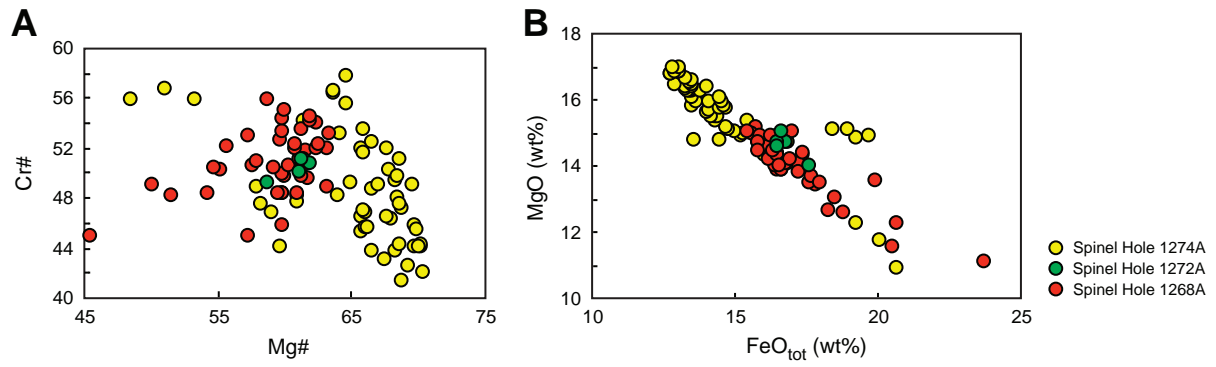 A
60
56
52
48
44
40
Cr#
45
55
65
75
Mg#
B
18
16
14
12
10
MgO (wt%)
10
15
20
25
FeOtot (wt%)
Spinel Hole 1274A
Spinel Hole 1272A
Spinel Hole 1268A